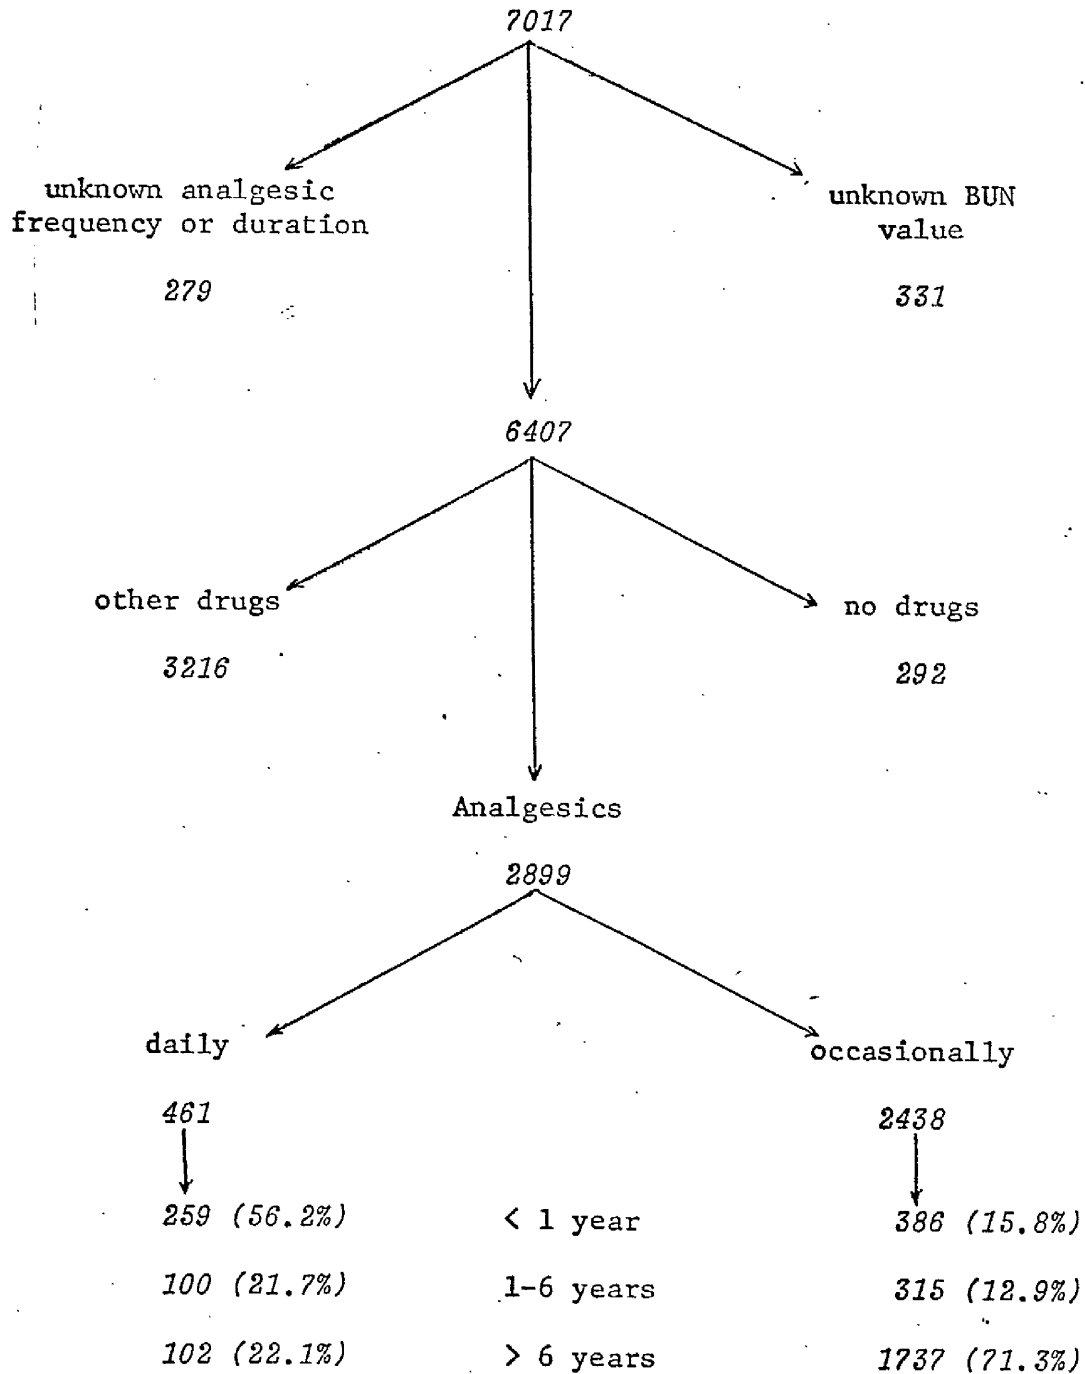 7017
unknown analgesic
frequency or duration
279
unknown BUN
value
331
6407
other drugs
3216
no drugs
292
Analgesics
2899
daily
461
occasionally
2438
259 (56.2%) < 1 year 386 (15.8%)
100 (21.7%) 1-6 years 315 (12.9%)
102 (22.1%) > 6 years 1737 (71.3%)